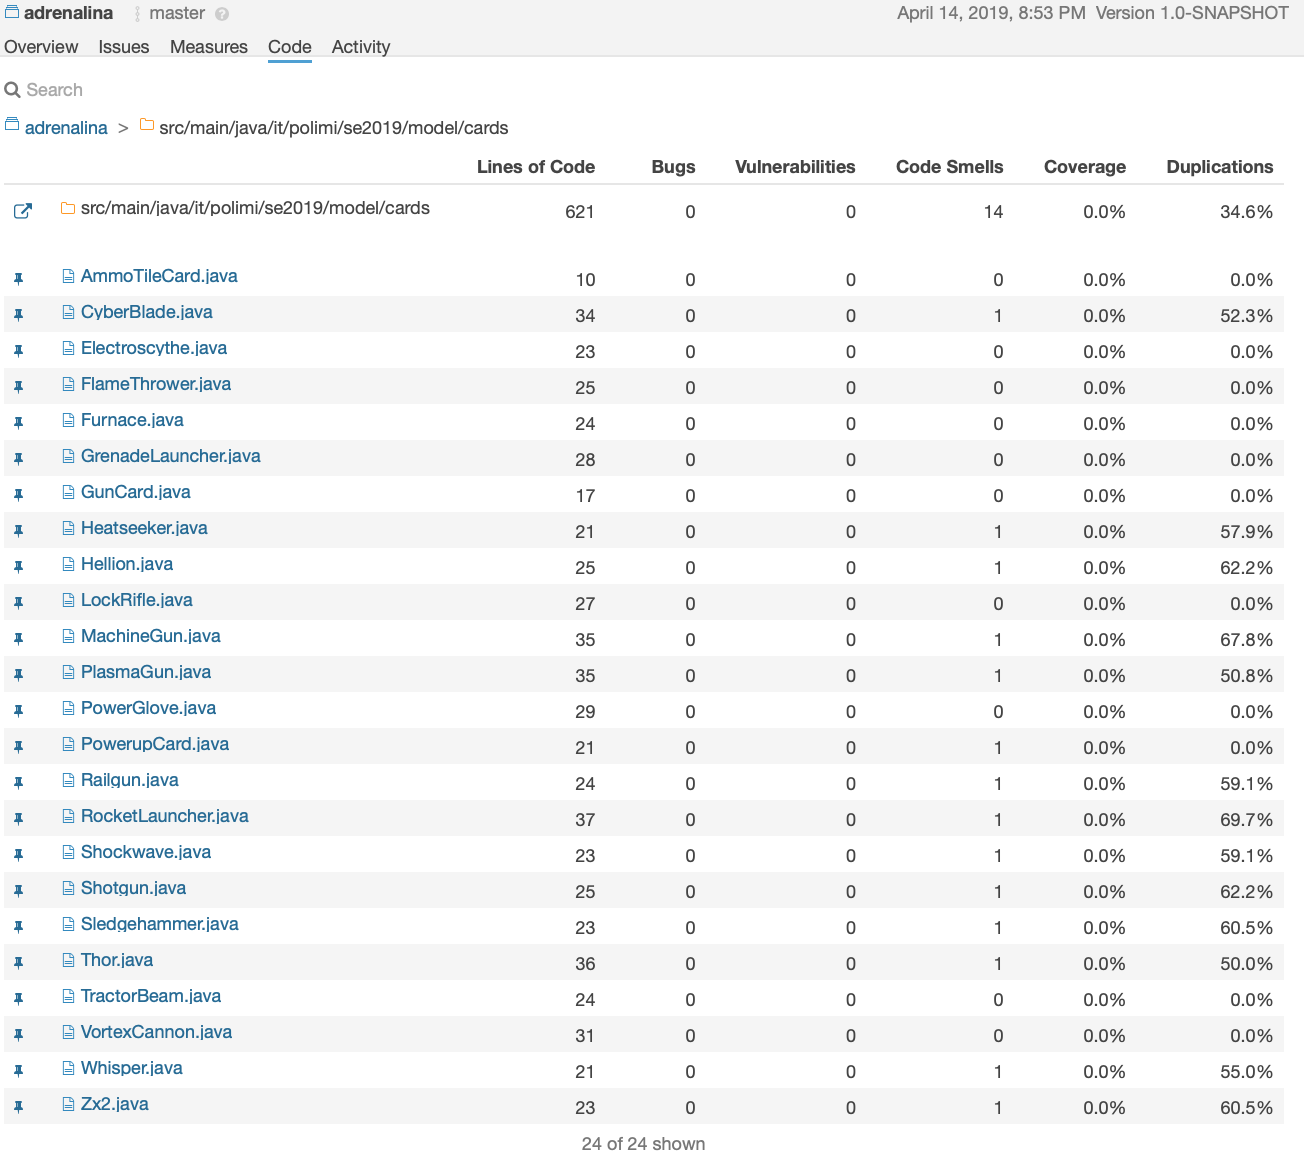 adrenalina master ? April 14, 2019, 8:53 PM Version 1.0-SNAPSHOT
Overview Issues Measures Code Activity
Search
adrenalina > src/main/java/it/polimi/se2019/model/cards
Lines of Code Bugs Vulnerabilities Code Smells Coverage Duplications
src/main/java/it/polimi/se2019/model/cards 621 0 0 14 0.0% 34.6%
AmmoTileCard.java 10 0 0 0 0.0% 0.0%
CyberBlade.java 34 0 0 1 0.0% 52.3%
Electroscythe.java 23 0 0 0 0.0% 0.0%
FlameThrower.java 25 0 0 0 0.0% 0.0%
Furnace.java 24 0 0 0 0.0% 0.0%
GrenadeLauncher.java 28 0 0 0 0.0% 0.0%
GunCard.java 17 0 0 0 0.0% 0.0%
Heatseeker.java 21 0 0 1 0.0% 57.9%
Hellion.java 25 0 0 1 0.0% 62.2%
LockRifle.java 27 0 0 0 0.0% 0.0%
MachineGun.java 35 0 0 1 0.0% 67.8%
PlasmaGun.java 35 0 0 1 0.0% 50.8%
PowerGlove.java 29 0 0 0 0.0% 0.0%
PowerupCard.java 21 0 0 1 0.0% 0.0%
Railgun.java 24 0 0 1 0.0% 59.1%
RocketLauncher.java 37 0 0 1 0.0% 69.7%
Shockwave.java 23 0 0 1 0.0% 59.1%
Shotgun.java 25 0 0 1 0.0% 62.2%
Sledgehammer.java 23 0 0 1 0.0% 60.5%
Thor.java 36 0 0 1 0.0% 50.0%
TractorBeam.java 24 0 0 0 0.0% 0.0%
VortexCannon.java 31 0 0 0 0.0% 0.0%
Whisper.java 21 0 0 1 0.0% 55.0%
Zx2.java 23 0 0 1 0.0% 60.5%
24 of 24 shown